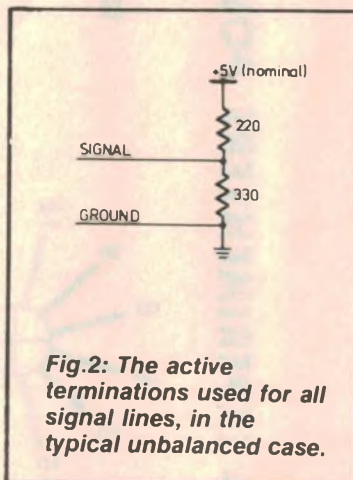 +5V (nominal)
220
SIGNAL
330
GROUND
Fig.2: The active
terminations used for all
signal lines, in the
typical unbalanced case.